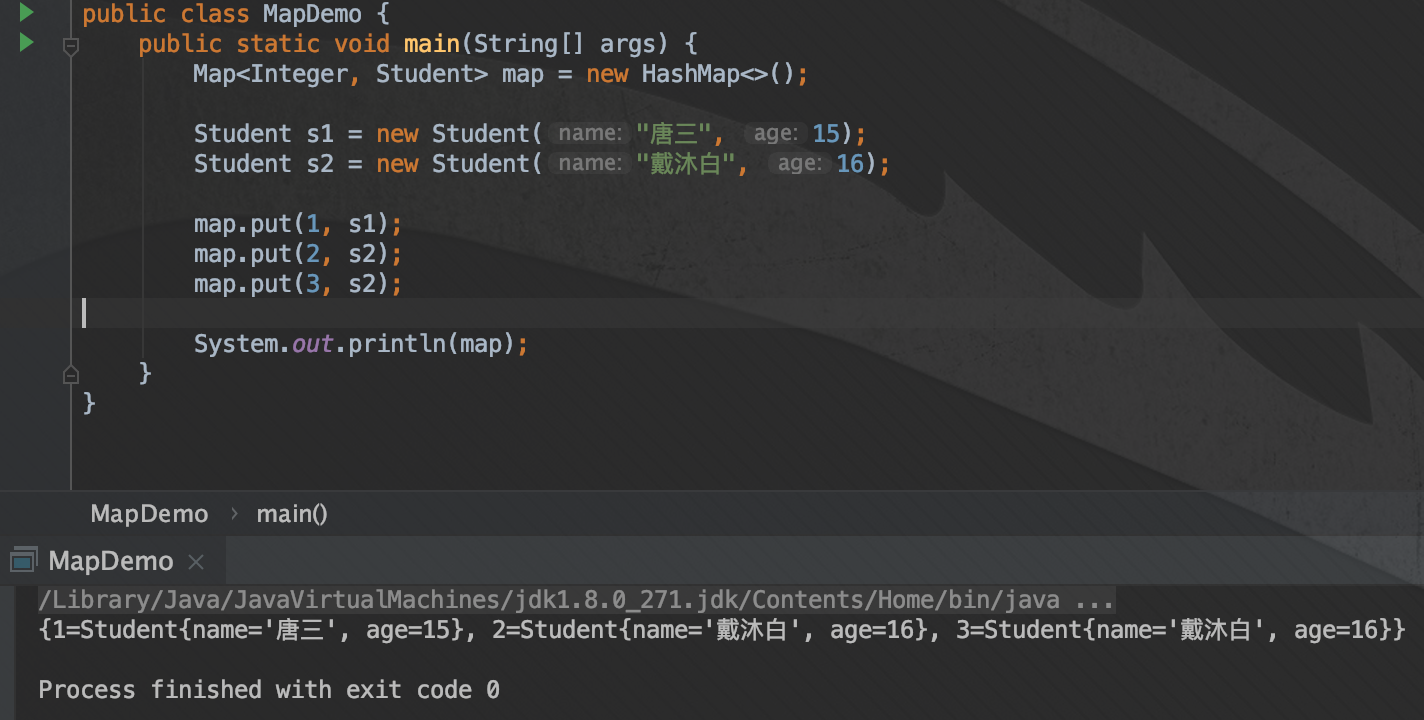 public class MapDemo {
    public static void main(String[] args) {
        Map<Integer, Student> map = new HashMap<>();

        Student s1 = new Student( name: "唐三", age: 15);
        Student s2 = new Student( name: "戴沐白", age: 16);

        map.put(1, s1);
        map.put(2, s2);
        map.put(3, s2);

        System.out.println(map);
    }
}
MapDemo › main()
MapDemo ×
/Library/Java/JavaVirtualMachines/jdk1.8.0_271.jdk/Contents/Home/bin/java ...
{1=Student{name='唐三', age=15}, 2=Student{name='戴沐白', age=16}, 3=Student{name='戴沐白', age=16}}

Process finished with exit code 0